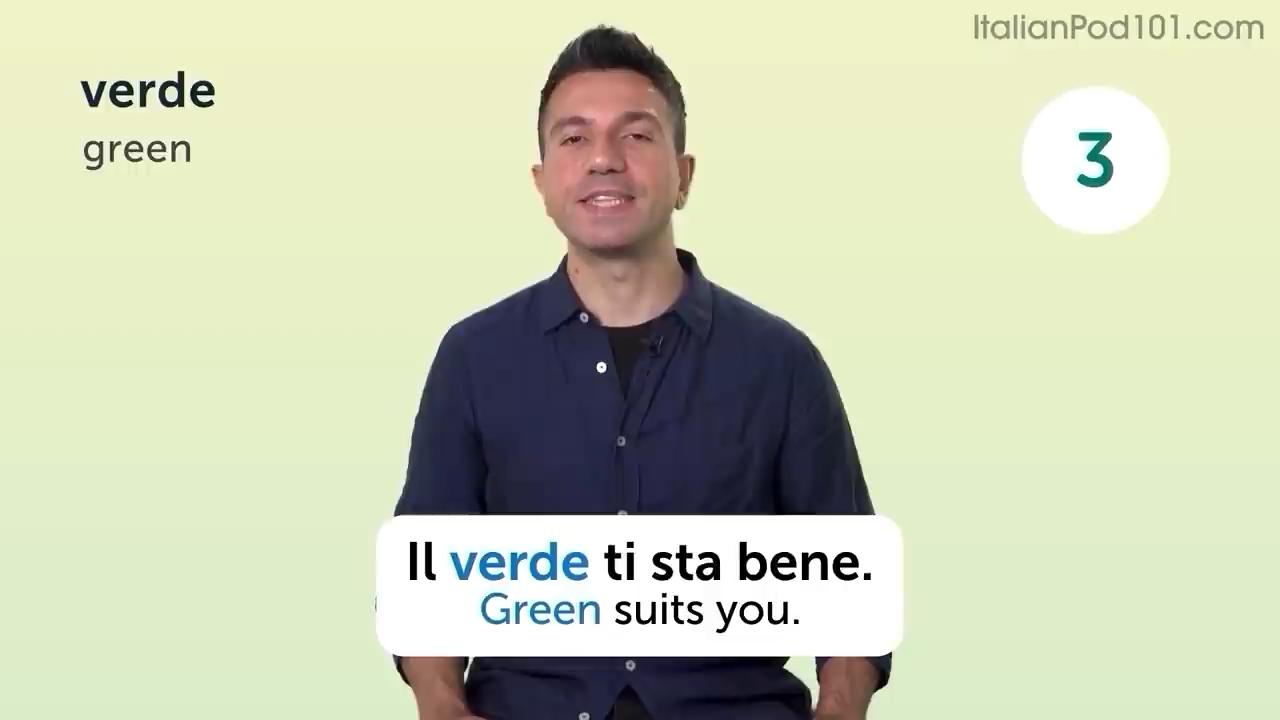 ItalianPod101.com
verde
green
3
Il verde ti sta bene.
Green suits you.